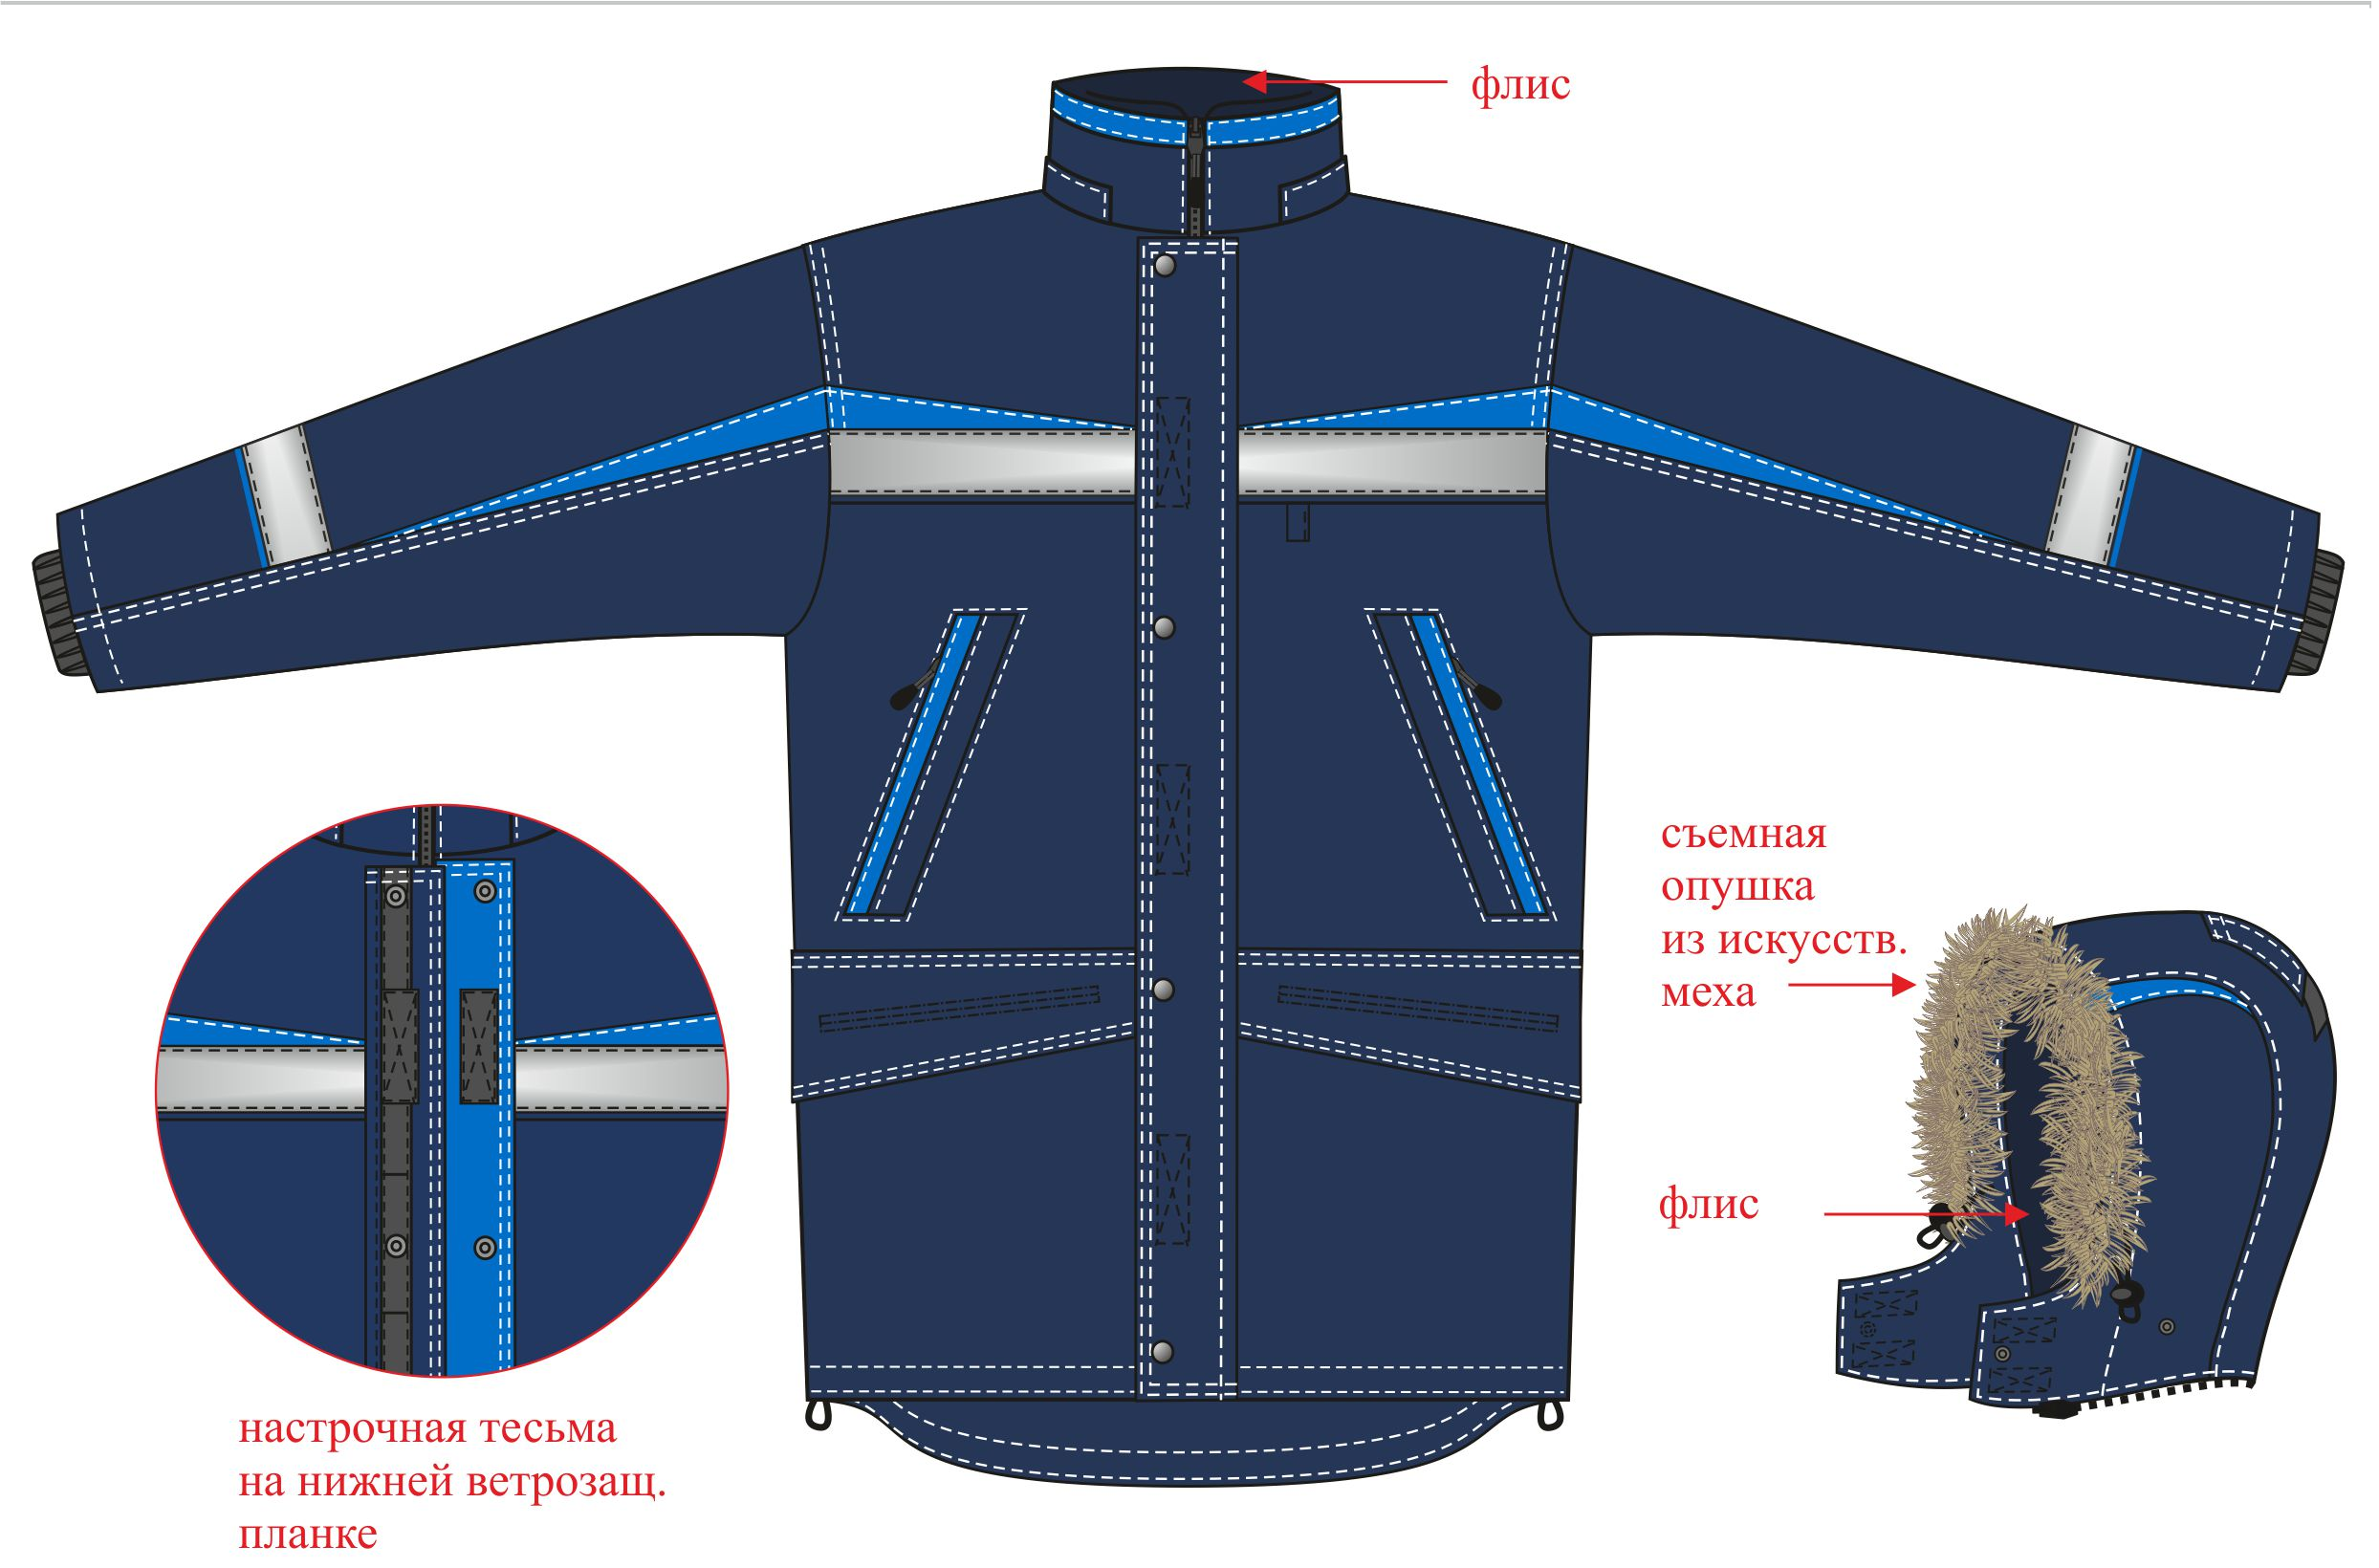 флис
съемная
опушка
из искусств.
меха
флис
настрочная тесьма
на нижней ветрозащ.
планке